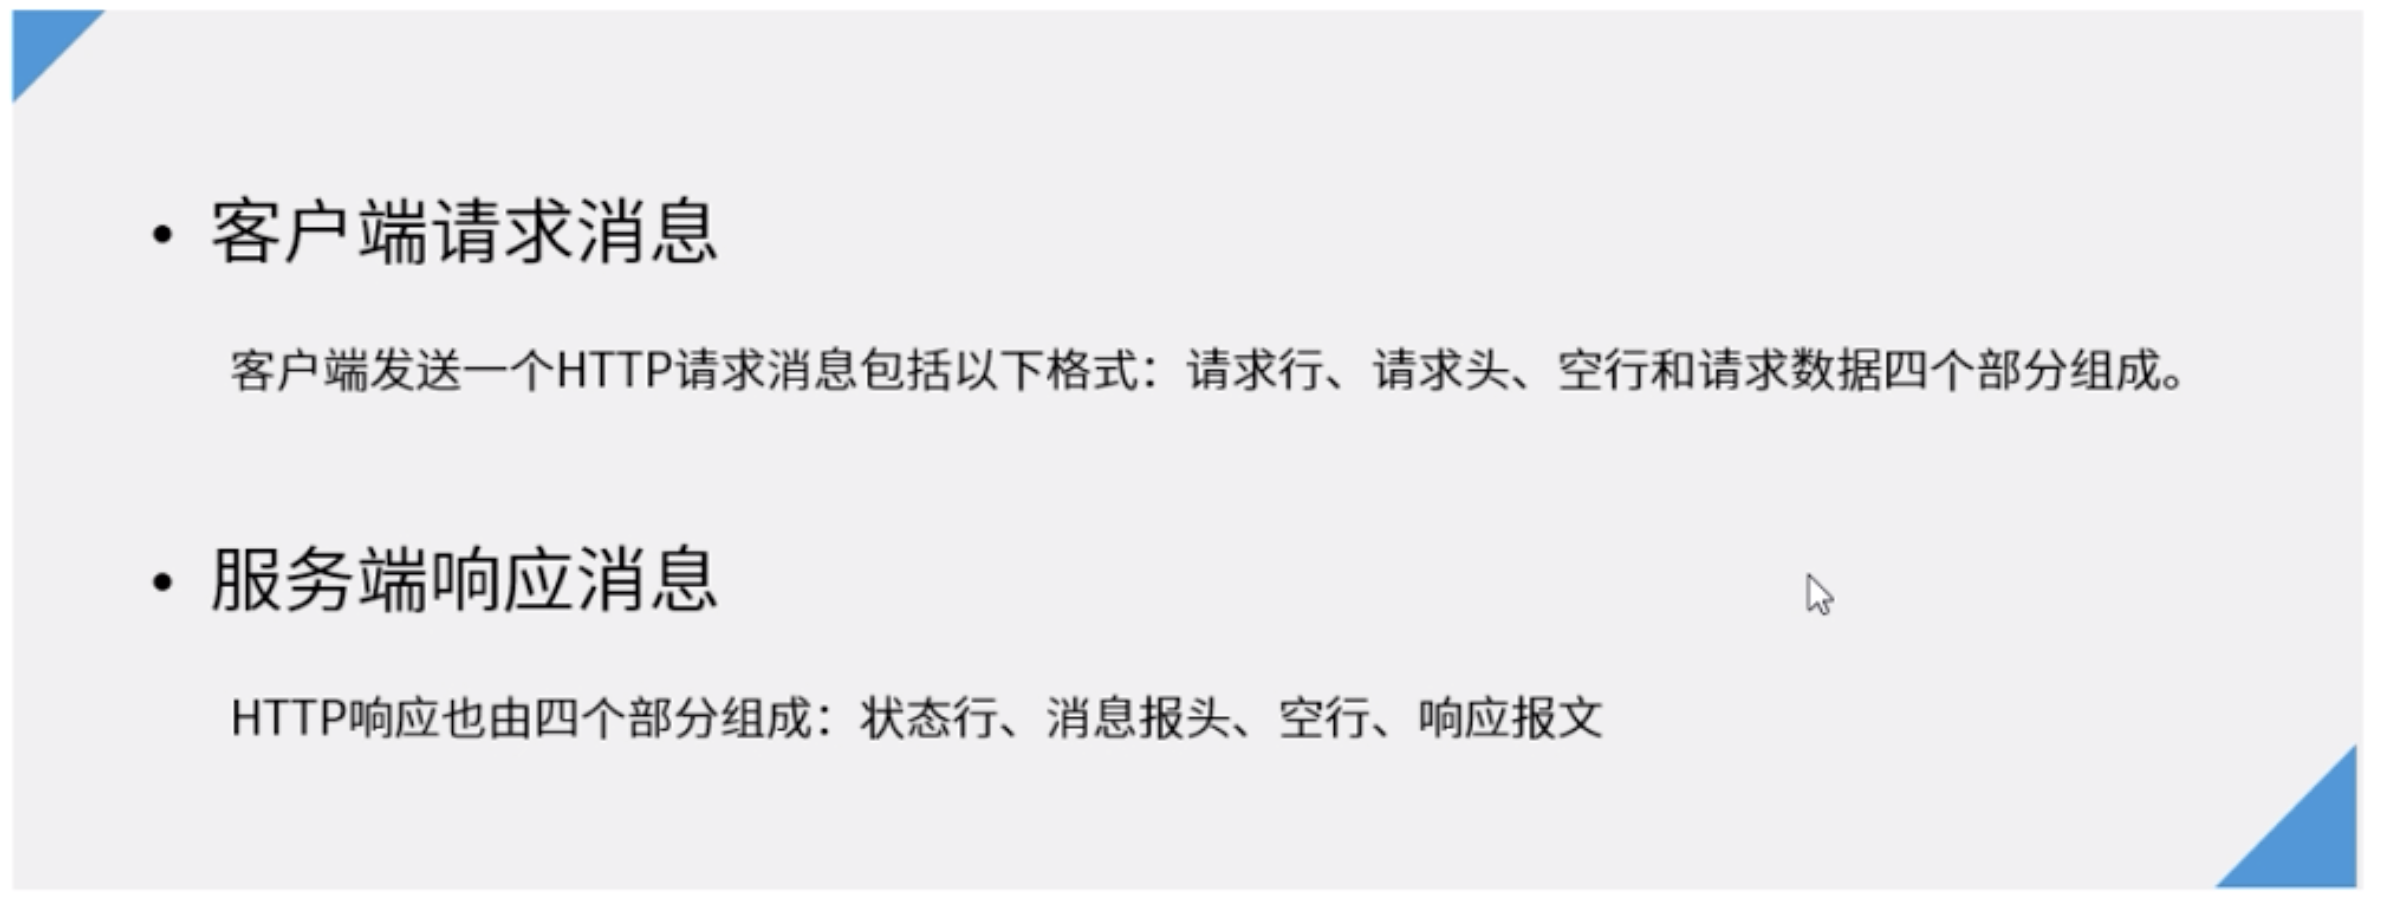 • 客户端请求消息
客户端发送一个HTTP请求消息包括以下格式：请求行、请求头、空行和请求数据四个部分组成。
• 服务端响应消息
HTTP响应也由四个部分组成：状态行、消息报头、空行、响应报文